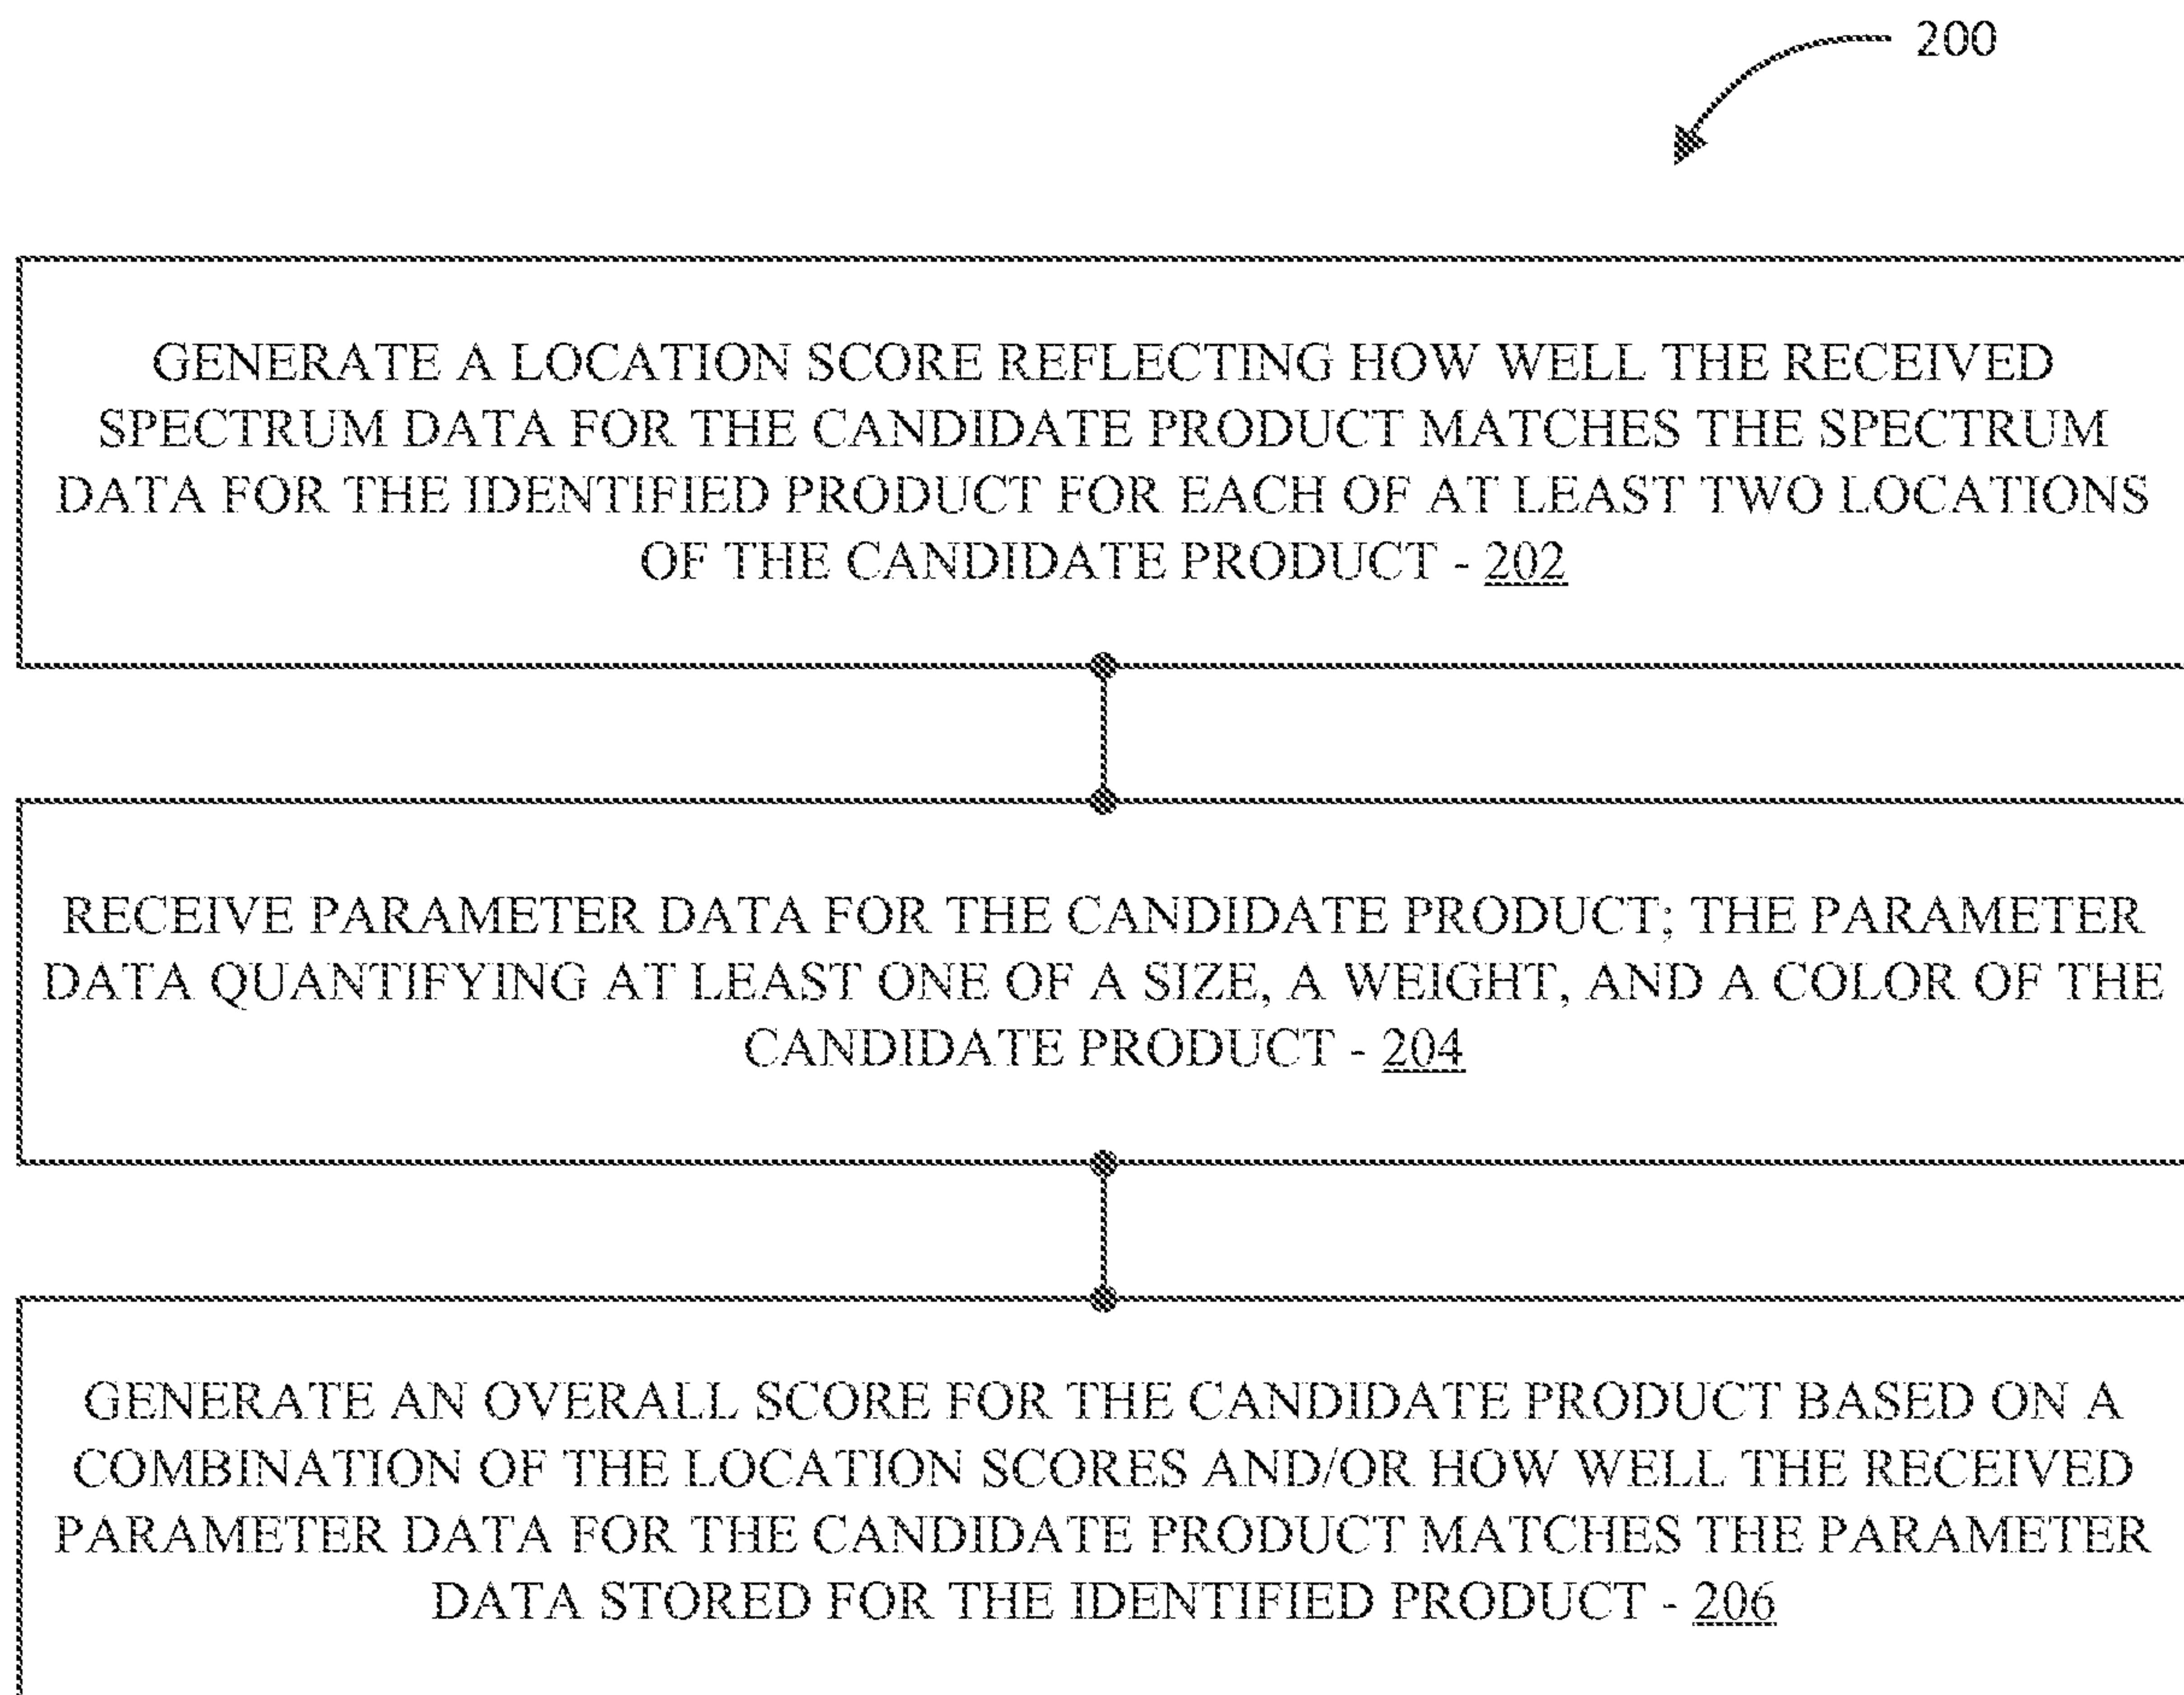 200
GENERATE A LOCATION SCORE REFLECTING HOW WELL THE RECEIVED
SPECTRUM DATA FOR THE CANDIDATE PRODUCT MATCHES THE SPECTRUM
DATA FOR THE IDENTIFIED PRODUCT FOR EACH OF AT LEAST TWO LOCATIONS
OF THE CANDIDATE PRODUCT - 202
RECEIVE PARAMETER DATA FOR THE CANDIDATE PRODUCT; THE PARAMETER
DATA QUANTIFYING AT LEAST ONE OF A SIZE, A WEIGHT, AND A COLOR OF THE
CANDIDATE PRODUCT - 204
GENERATE AN OVERALL SCORE FOR THE CANDIDATE PRODUCT BASED ON A
COMBINATION OF THE LOCATION SCORES AND/OR HOW WELL THE RECEIVED
PARAMETER DATA FOR THE CANDIDATE PRODUCT MATCHES THE PARAMETER
DATA STORED FOR THE IDENTIFIED PRODUCT - 206